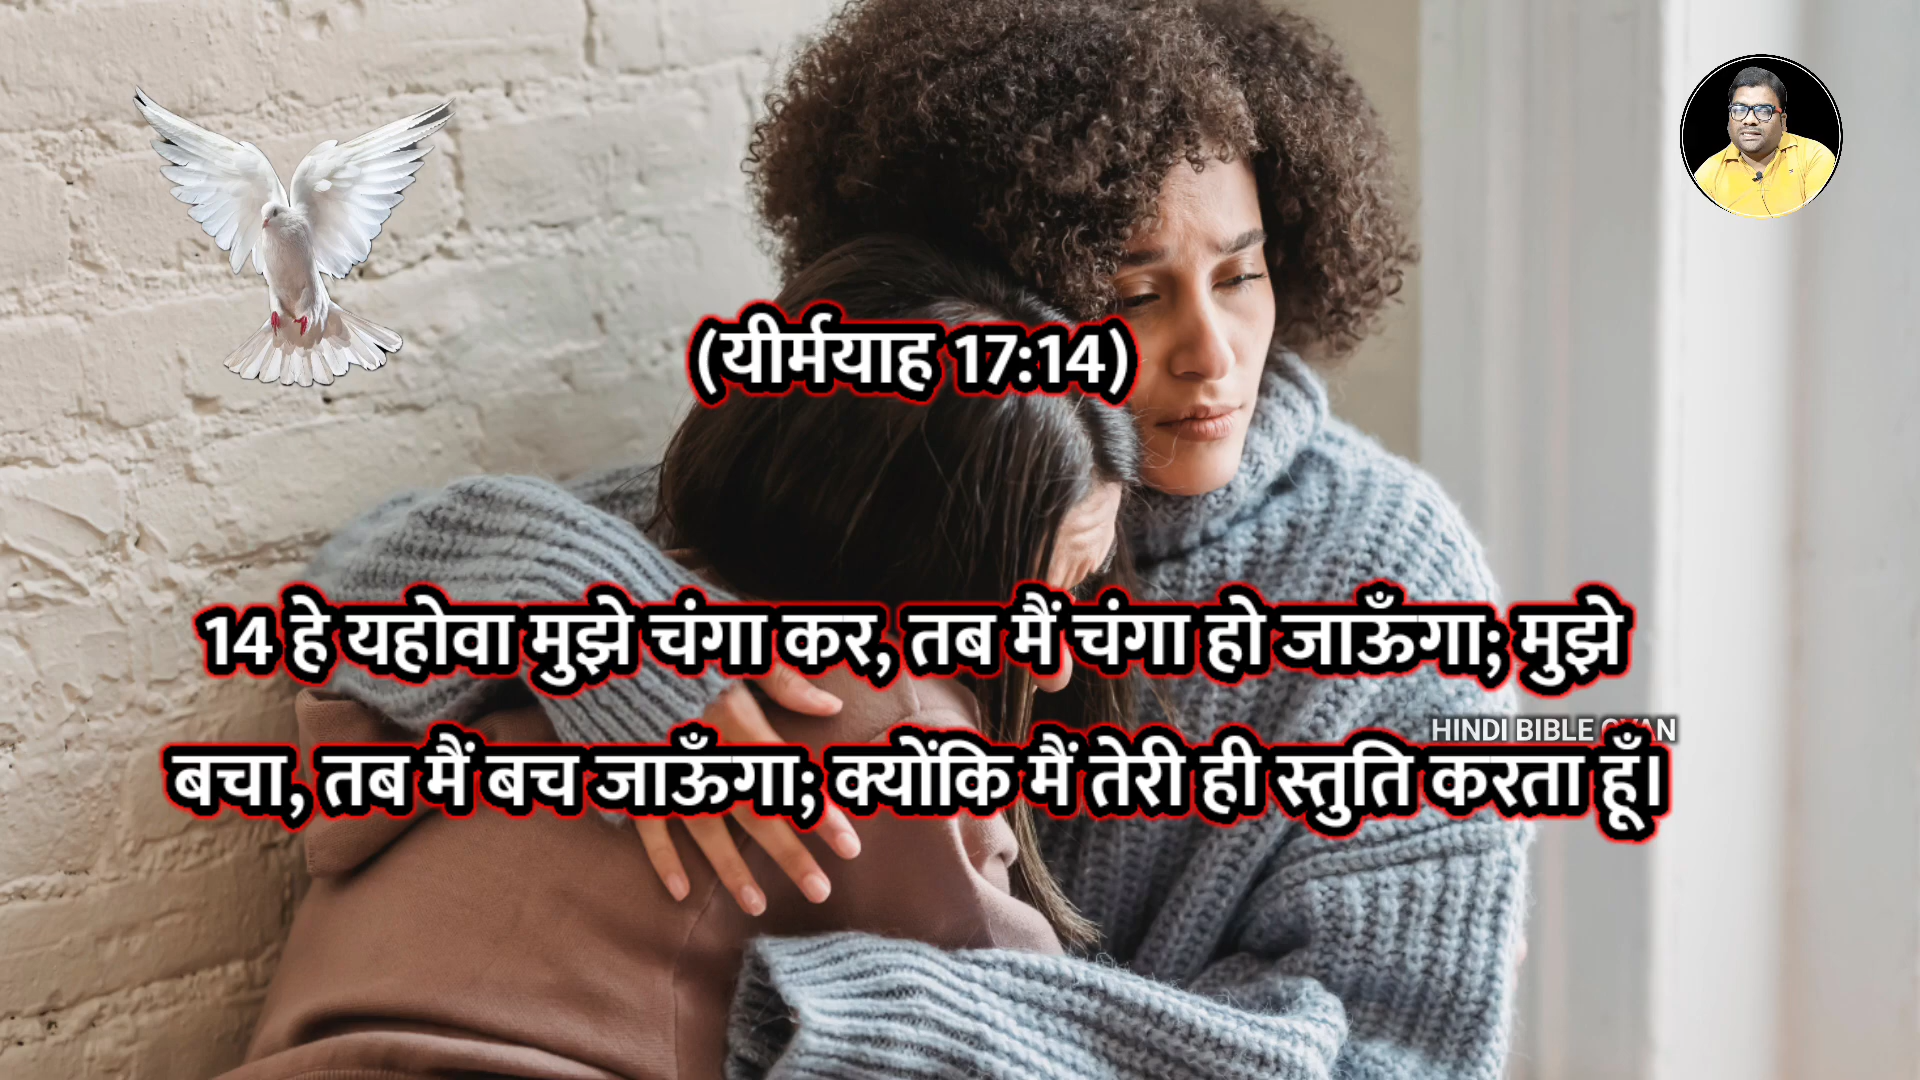 (यीर्मयाह 17:14)
14 हे यहोवा मुझे चंगा कर, तब मैं चंगा हो जाऊँगा; मुझे
HINDI BIBLE GYAN
बचा, तब मैं बच जाऊँगा; क्योंकि मैं तेरी ही स्तुति करता हूँ।